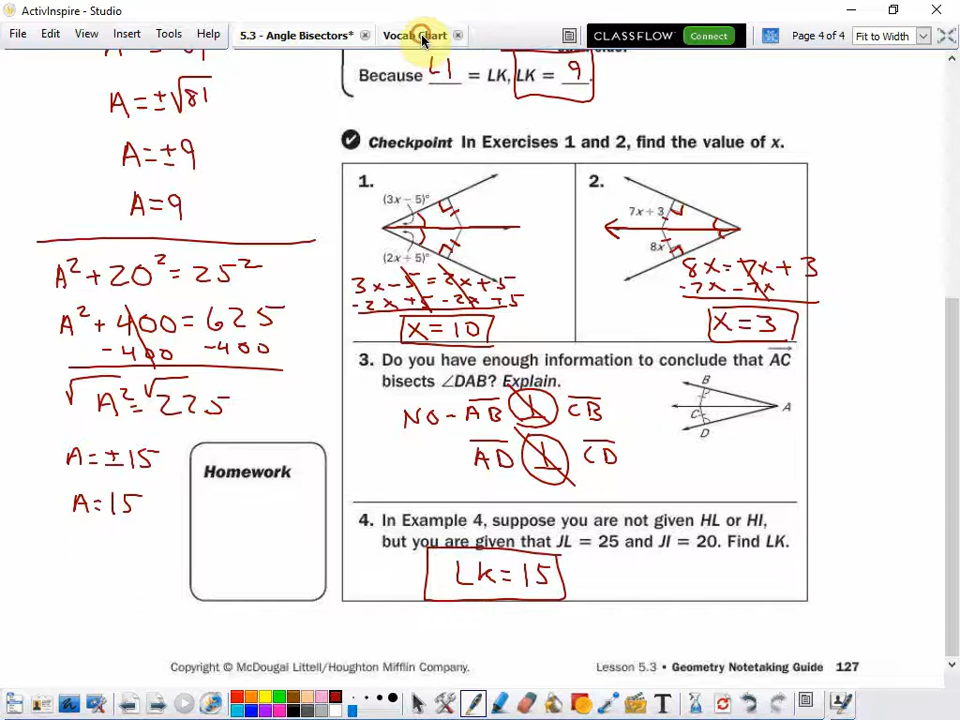 ActivInspire - Studio
File Edit View Insert Tools Help
5.3 - Angle Bisectors* Vocab Chart
CLASSFLOW Connect
Page 4 of 4 Fit to Width
A = ±√81
A = ±9
A = 9
A² + 20² = 25²
A² + 400 = 625
- 400 - 400
√A² = √225
A = ±15
A = 15
Homework
Because LI = LK, LK = 9.
Checkpoint In Exercises 1 and 2, find the value of x.
1.
(3x − 5)°
(2x + 5)°
3x - 5 = 2x + 5
-2x + 5 -2x + 5
x = 10
2.
7x + 3
8x
8x = 7x + 3
-7x -7x
x = 3
3. Do you have enough information to conclude that AC
bisects ∠DAB? Explain.
B
A
C
D
NO - AB ⊥ CB
AD ⊥ CD
4. In Example 4, suppose you are not given HL or HI,
but you are given that JL = 25 and JI = 20. Find LK.
LK = 15
Copyright © McDougal Littell/Houghton Mifflin Company.
Lesson 5.3 • Geometry Notetaking Guide 127